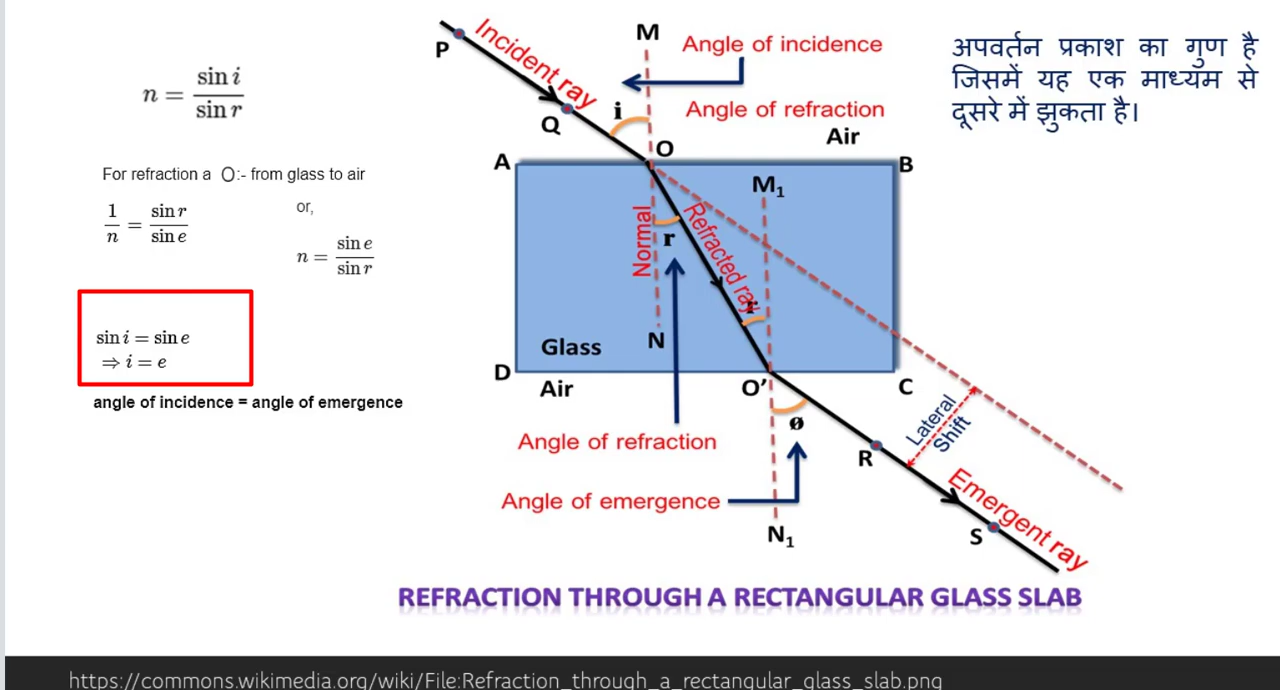 n = sin i / sin r
For refraction a O:- from glass to air
1/n = sin r / sin e
or,
n = sin e / sin r
sin i = sin e
⇒ i = e
angle of incidence = angle of emergence
P
Incident ray
M
Angle of incidence
Q
i
Angle of refraction
Air
A
O
B
M₁
Normal
r
Refracted ray
N
Glass
D
Air
O’
C
ø
Lateral
Shift
Angle of refraction
R
Angle of emergence
Emergent ray
N₁
S
REFRACTION THROUGH A RECTANGULAR GLASS SLAB
अपवर्तन प्रकाश का गुण है
जिसमें यह एक माध्यम से
दूसरे में झुकता है।
https://commons.wikimedia.org/wiki/File:Refraction_through_a_rectangular_glass_slab.png